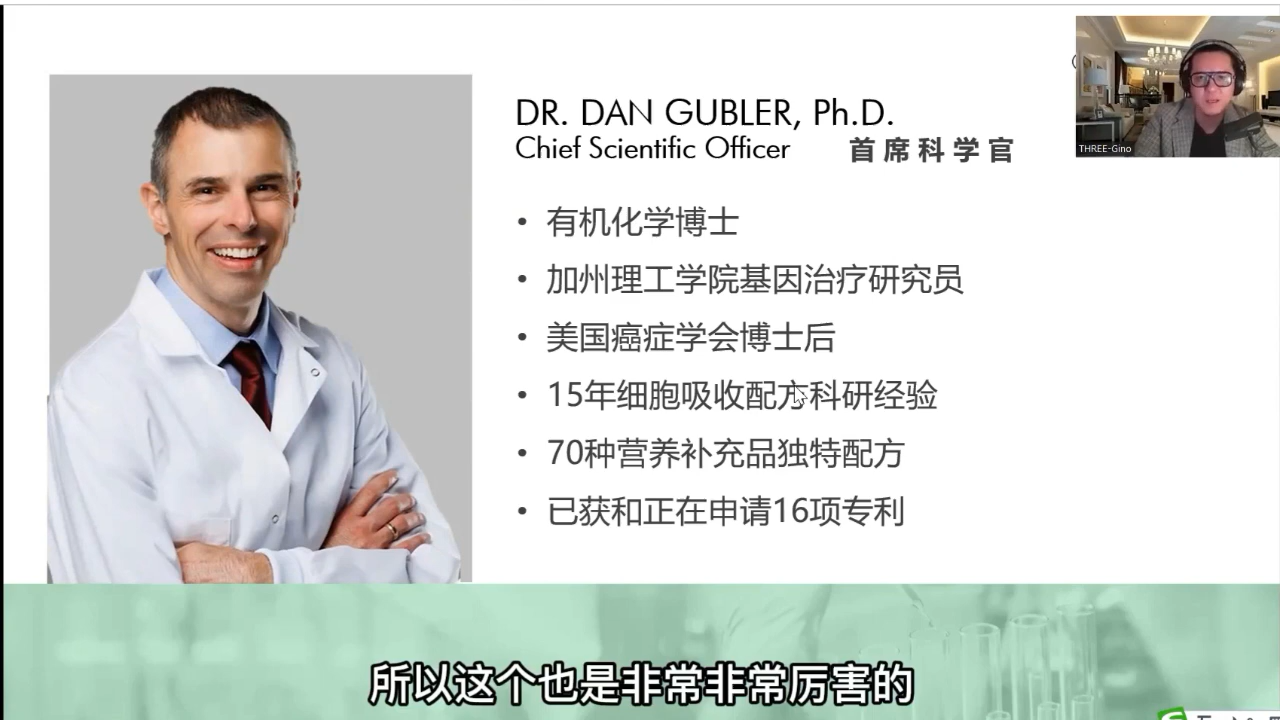 DR. DAN GUBLER, Ph.D.
Chief Scientific Officer 首席科学官
THREE-Gino
• 有机化学博士
• 加州理工学院基因治疗研究员
• 美国癌症学会博士后
• 15年细胞吸收配方科研经验
• 70种营养补充品独特配方
• 已获和正在申请16项专利
所以这个也是非常非常厉害的